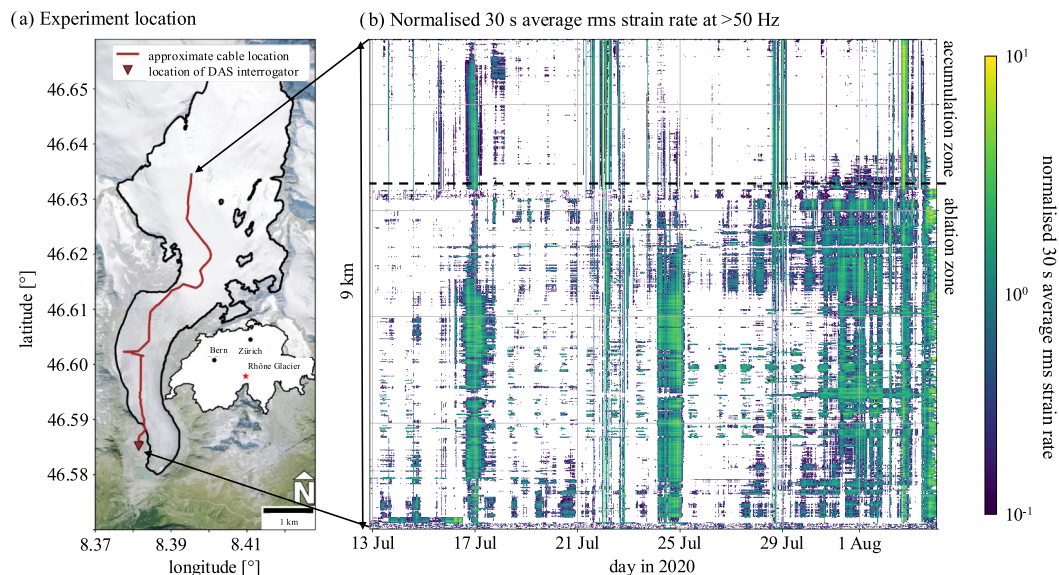 (a) Experiment location
(b) Normalised 30 s average rms strain rate at >50 Hz
approximate cable location
location of DAS interrogator
46.65
46.64
46.63
46.62
46.61
46.60
46.59
46.58
latitude [°]
8.37
8.39
8.41
longitude [°]
Bern
Zürich
Rhône Glacier
N
1 km
9 km
accumulation zone
ablation zone
13 Jul
17 Jul
21 Jul
25 Jul
29 Jul
1 Aug
day in 2020
10¹
10⁰
10⁻¹
normalised 30 s average rms strain rate